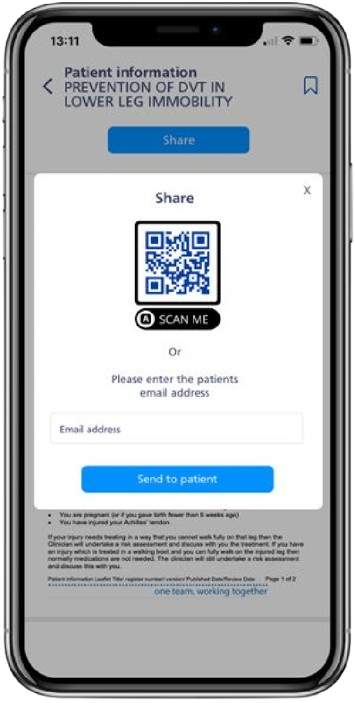 13:11
Patient information
PREVENTION OF DVT IN
LOWER LEG IMMOBILITY
Share
X
Share
A SCAN ME
Or
Please enter the patients
email address
Email address
Send to patient
• You are pregnant (or if you gave birth fewer than 6 weeks ago)
• You have injured your Achilles' tendon.
If your injury needs treating in a way that you cannot walk fully on that leg then the
Clinician will undertake a risk assessment and discuss with you the treatment. If you have
an injury which is treated in a walking boot and you can fully walk on the injured leg then
normally medications are not needed. The clinician will still undertake a risk assessment
and discuss this with you.
Patient information Leaflet Title/ register number/ version/ Published Date/Review Date Page 1 of 2
one team, working together